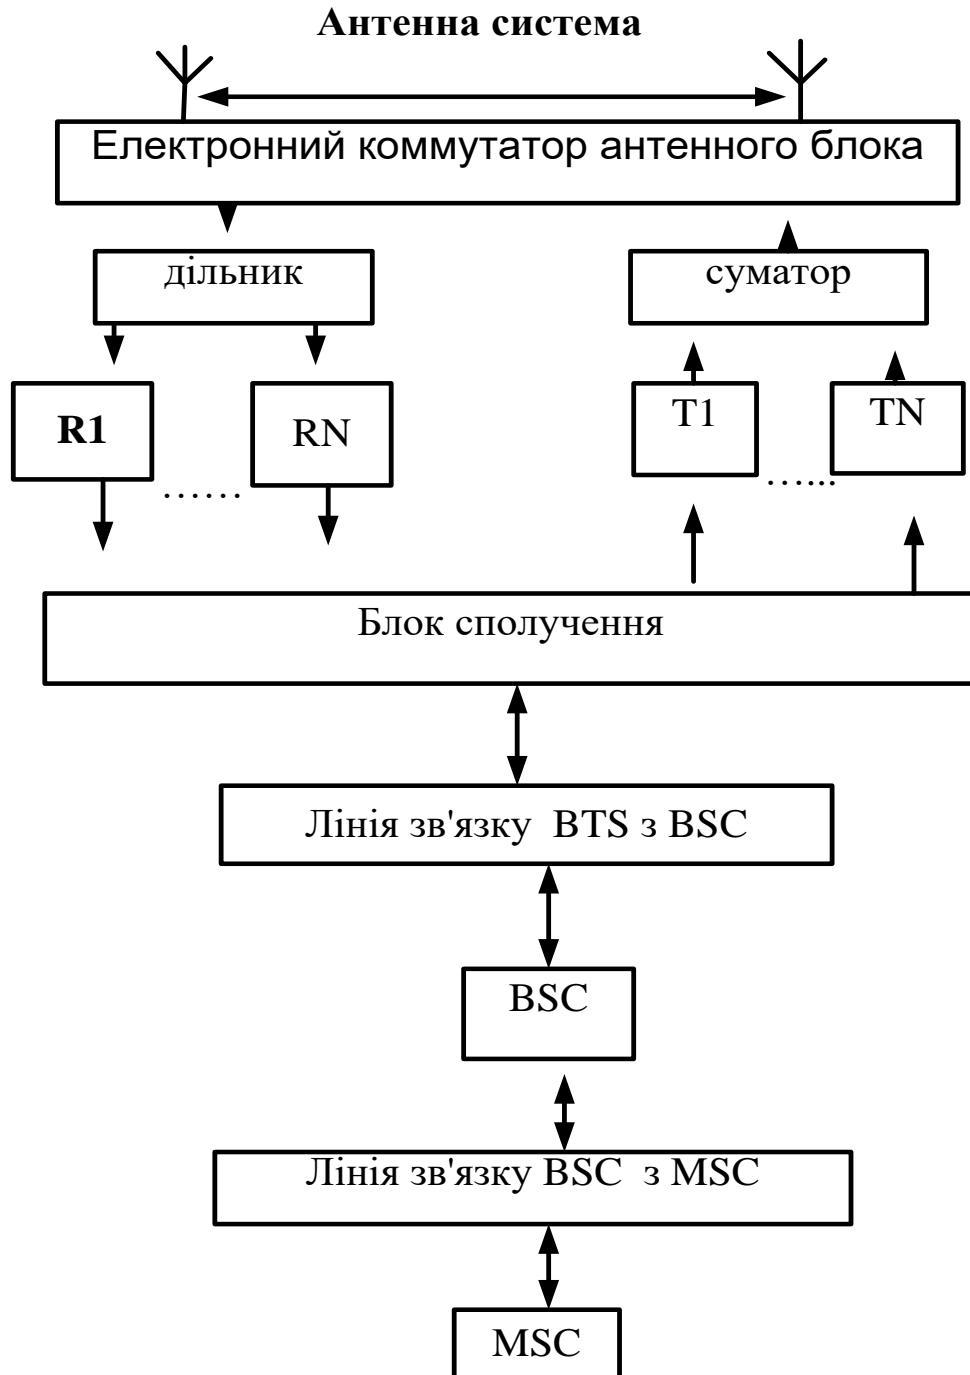 Антенна система
Електронний коммутатор антенного блока
дільник
суматор
R1
RN
T1
TN
......
......
Блок сполучення
Лінія зв'язку BTS з BSC
BSC
Лінія зв'язку BSC з MSC
MSC